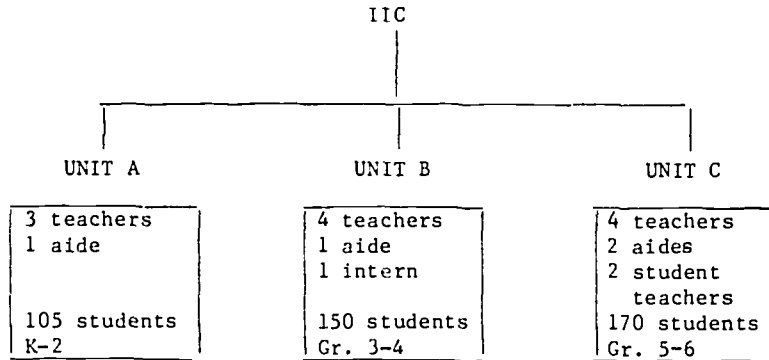 IIC
UNIT A
UNIT B
UNIT C
3 teachers
1 aide
105 students
K-2
4 teachers
1 aide
1 intern
150 students
Gr. 3-4
4 teachers
2 aides
2 student
teachers
170 students
Gr. 5-6